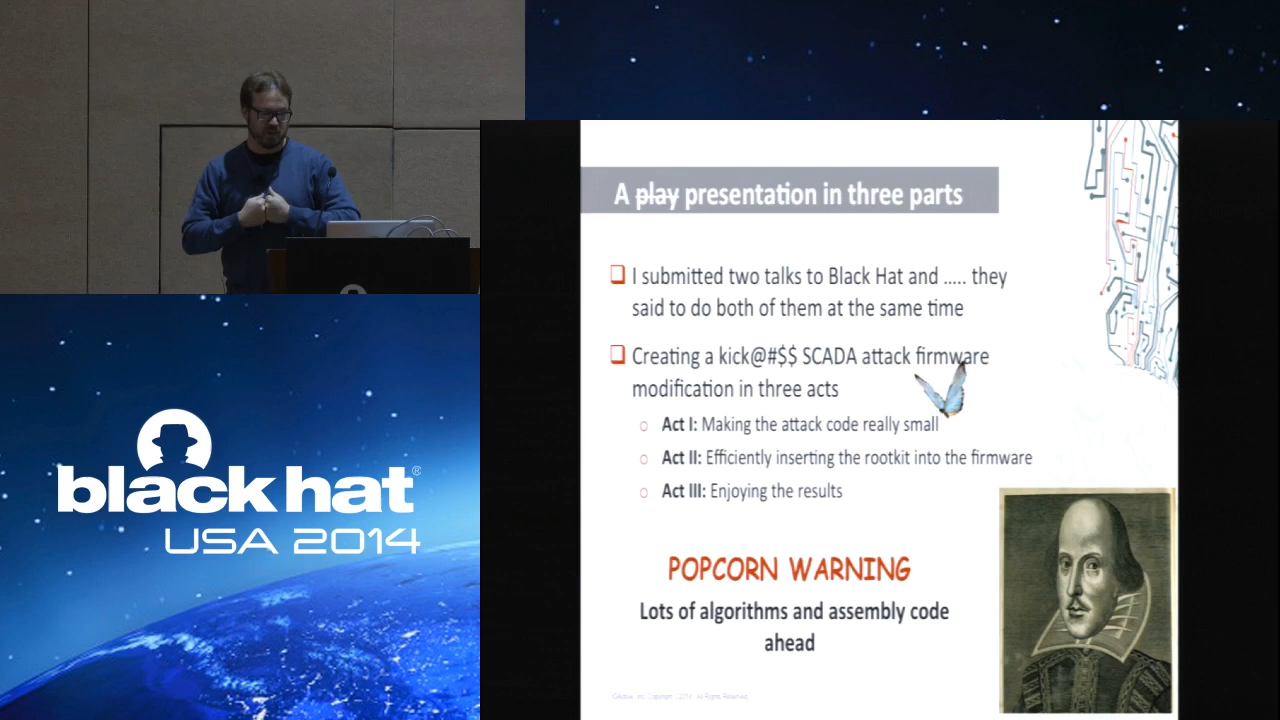 A play presentation in three parts
❑ I submitted two talks to Black Hat and ..... they
said to do both of them at the same time
❑ Creating a kick@#$$ SCADA attack firmware
modification in three acts
○ Act I: Making the attack code really small
○ Act II: Efficiently inserting the rootkit into the firmware
○ Act III: Enjoying the results
POPCORN WARNING
Lots of algorithms and assembly code
ahead
black hat®
USA 2014